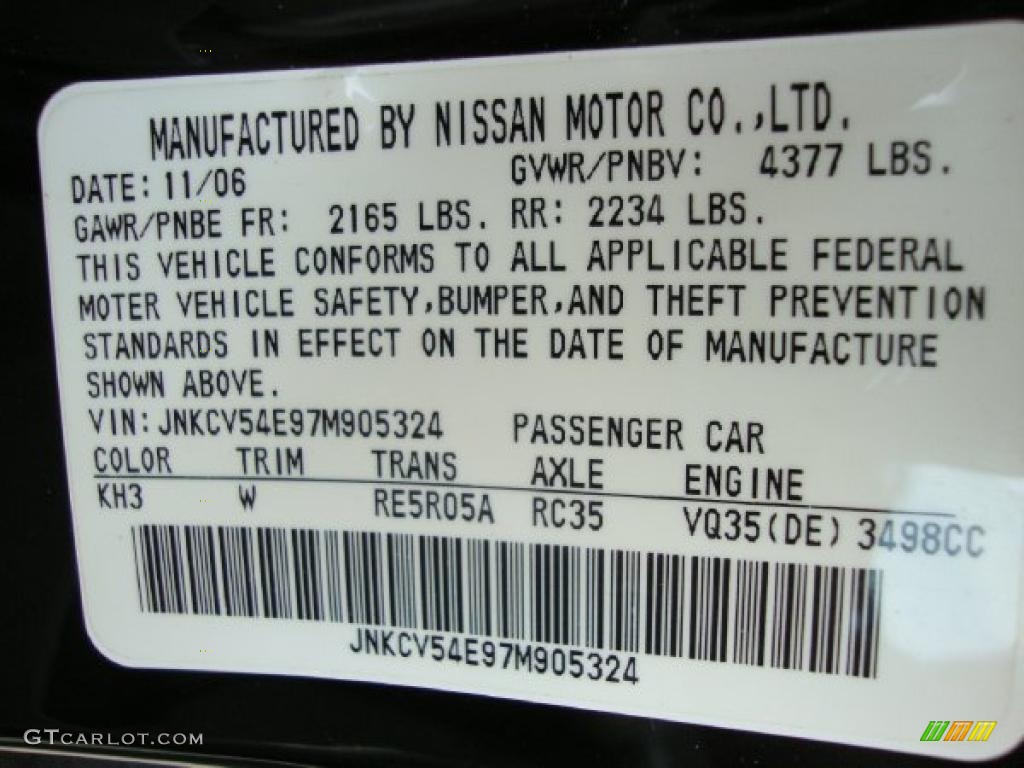 MANUFACTURED BY NISSAN MOTOR CO.,LTD.
DATE: 11/06 GVWR/PNBV: 4377 LBS.
GAWR/PNBE FR: 2165 LBS. RR: 2234 LBS.
THIS VEHICLE CONFORMS TO ALL APPLICABLE FEDERAL
MOTER VEHICLE SAFETY,BUMPER,AND THEFT PREVENTION
STANDARDS IN EFFECT ON THE DATE OF MANUFACTURE
SHOWN ABOVE.
VIN:JNKCV54E97M905324 PASSENGER CAR
COLOR TRIM TRANS AXLE ENGINE
KH3 W RE5R05A RC35 VQ35(DE) 3498CC
JNKCV54E97M905324
GTCARLOT.COM